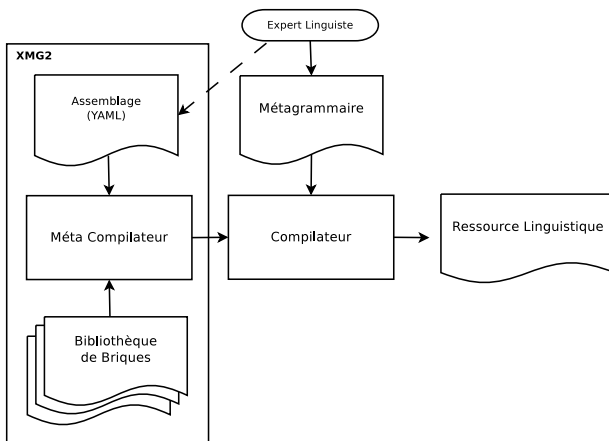 Expert Linguiste
XMG2
Assemblage
(YAML)
Métagrammaire
Méta Compilateur
Compilateur
Ressource Linguistique
Bibliothèque
de Briques